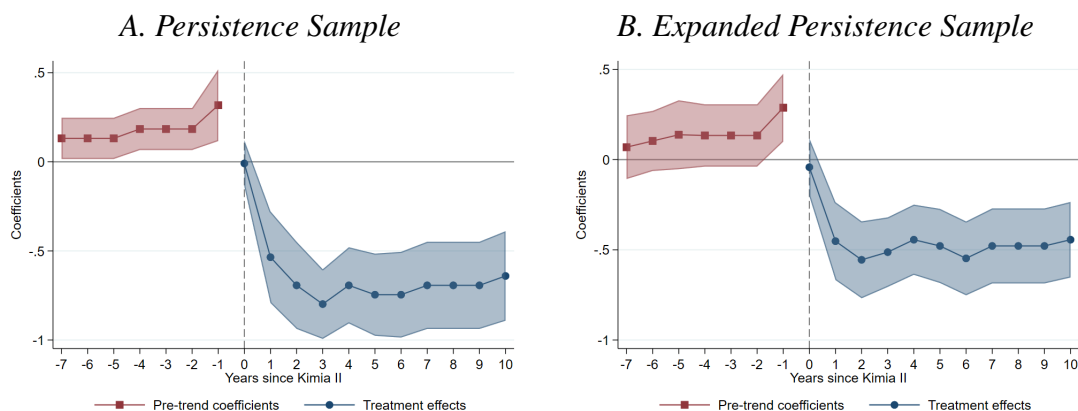 A. Persistence Sample
.5
0
-.5
-1
Coefficients
-7 -6 -5 -4 -3 -2 -1 0 1 2 3 4 5 6 7 8 9 10
Years since Kimia II
Pre-trend coefficients Treatment effects
B. Expanded Persistence Sample
.5
0
-.5
-1
Coefficients
-7 -6 -5 -4 -3 -2 -1 0 1 2 3 4 5 6 7 8 9 10
Years since Kimia II
Pre-trend coefficients Treatment effects